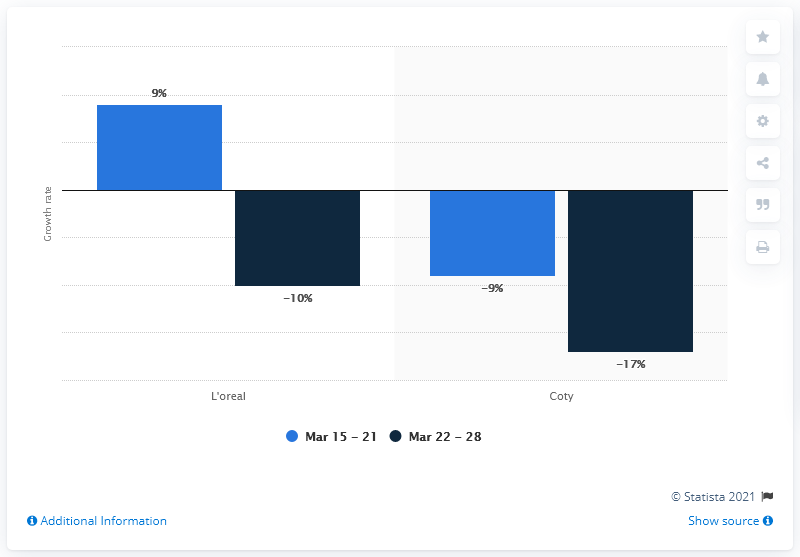 9%
-10%
-9%
-17%
Growth rate
L'oreal
Coty
Mar 15 - 21
Mar 22 - 28
© Statista 2021
Additional Information
Show source